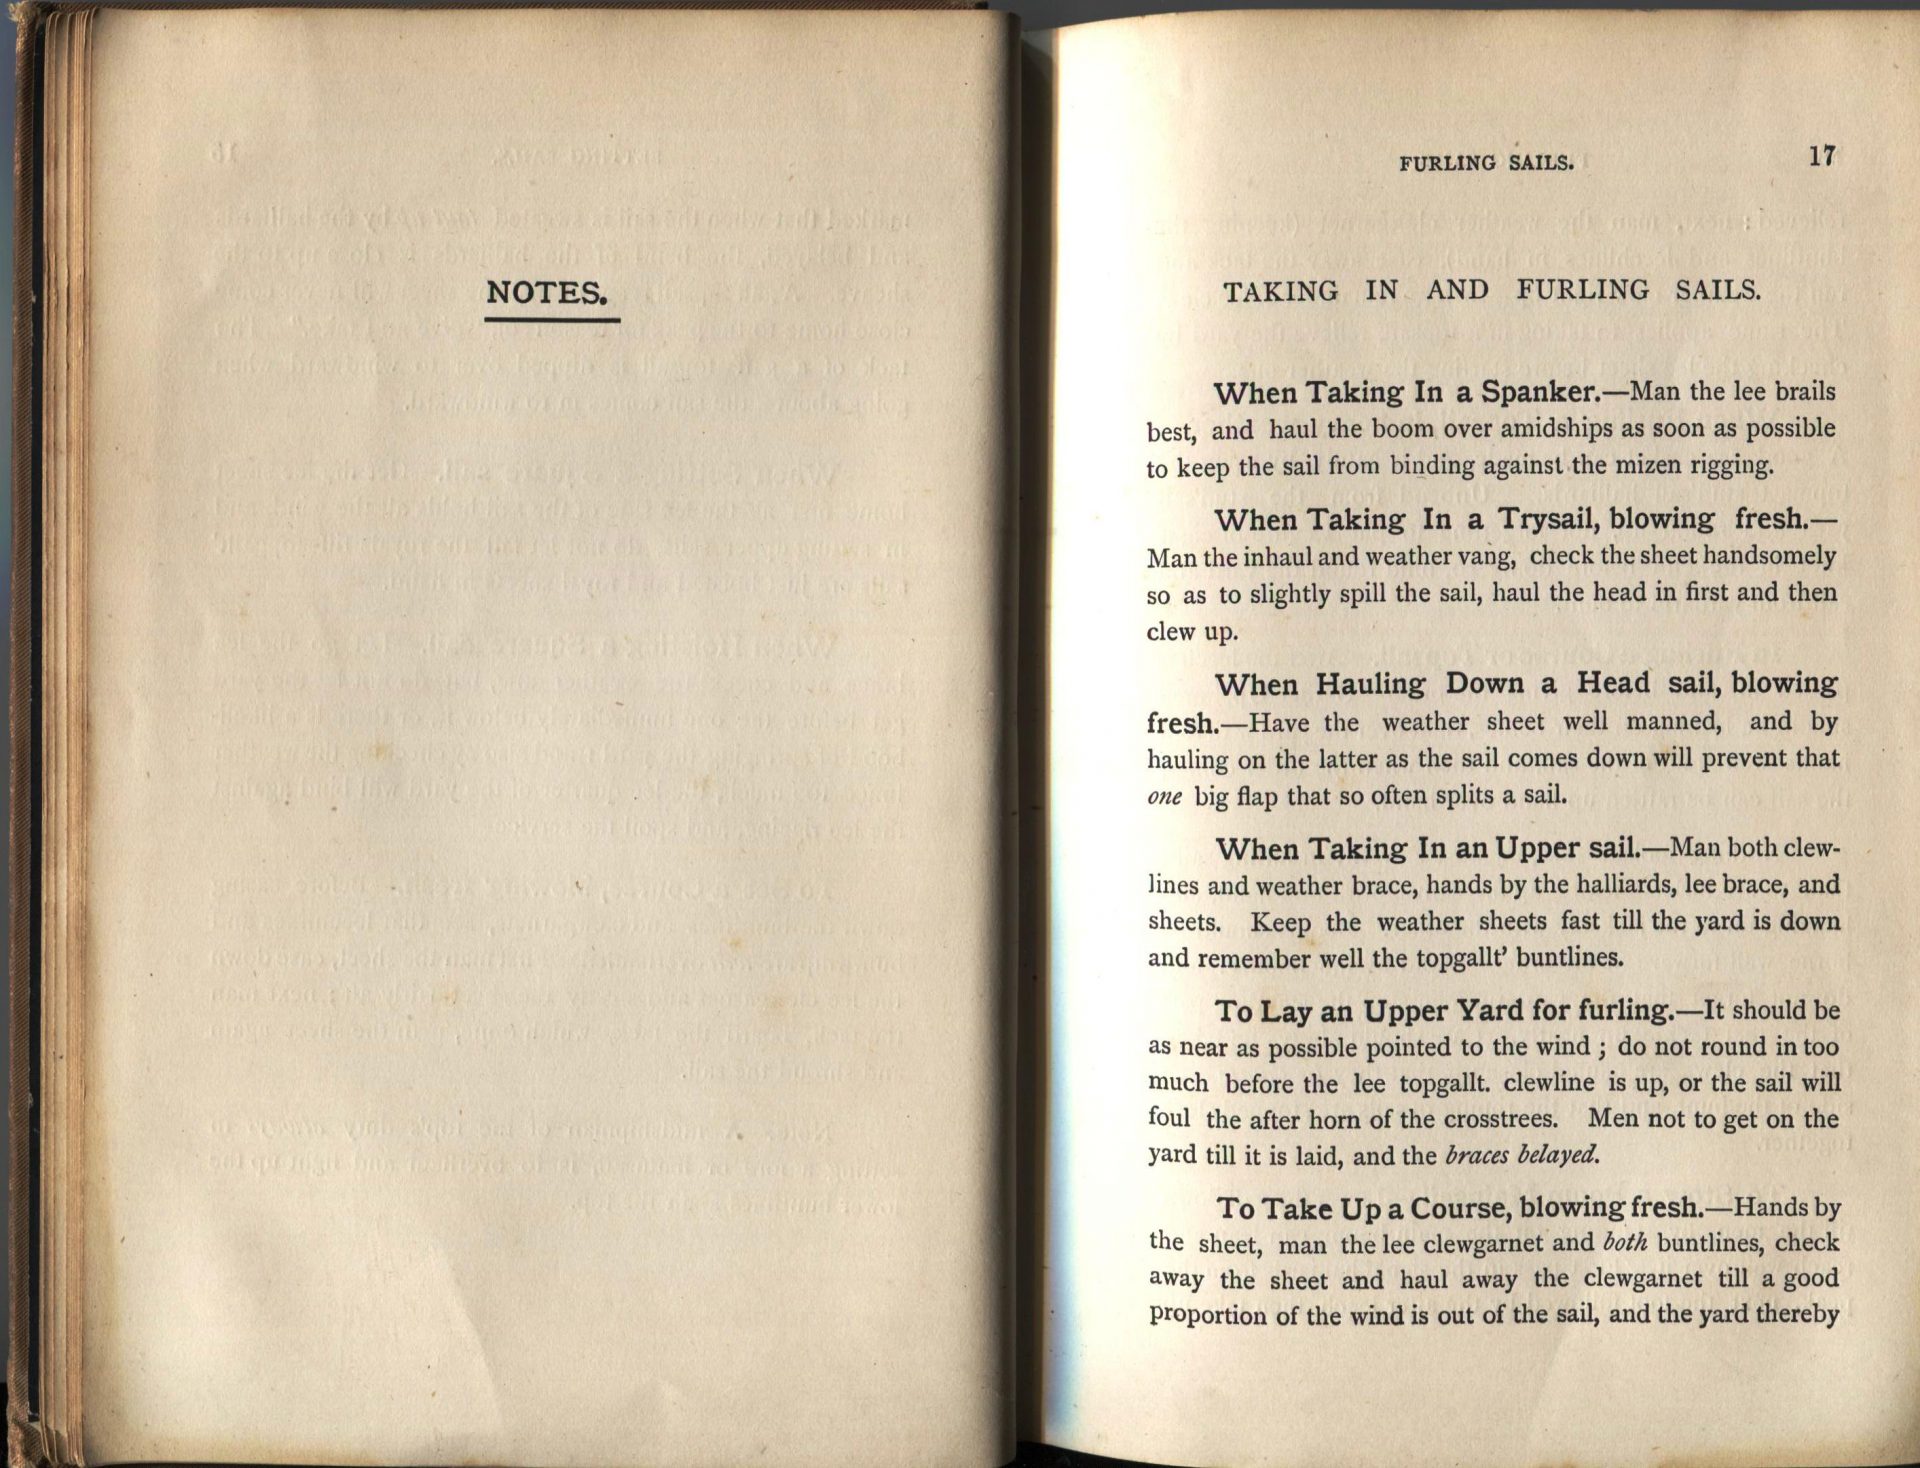 NOTES.
FURLING SAILS. 17
TAKING IN AND FURLING SAILS.
When Taking In a Spanker.—Man the lee brails
best, and haul the boom over amidships as soon as possible
to keep the sail from binding against the mizen rigging.
When Taking In a Trysail, blowing fresh.—
Man the inhaul and weather vang, check the sheet handsomely
so as to slightly spill the sail, haul the head in first and then
clew up.
When Hauling Down a Head sail, blowing
fresh.—Have the weather sheet well manned, and by
hauling on the latter as the sail comes down will prevent that
one big flap that so often splits a sail.
When Taking In an Upper sail.—Man both clew-
lines and weather brace, hands by the halliards, lee brace, and
sheets. Keep the weather sheets fast till the yard is down
and remember well the topgallt' buntlines.
To Lay an Upper Yard for furling.—It should be
as near as possible pointed to the wind ; do not round in too
much before the lee topgallt. clewline is up, or the sail will
foul the after horn of the crosstrees. Men not to get on the
yard till it is laid, and the braces belayed.
To Take Up a Course, blowing fresh.—Hands by
the sheet, man the lee clewgarnet and both buntlines, check
away the sheet and haul away the clewgarnet till a good
proportion of the wind is out of the sail, and the yard thereby